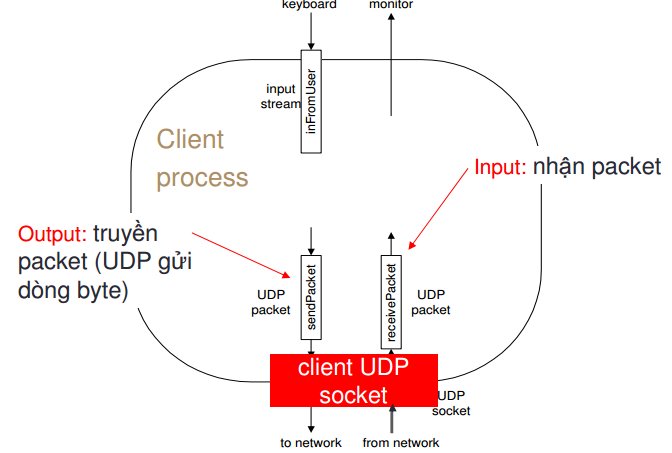 keyboard
monitor
input
stream
inFromUser
Client
process
Input: nhận packet
Output: truyền
packet (UDP gửi
dòng byte)
UDP
packet
sendPacket
receivePacket
UDP
packet
client UDP
socket
UDP
socket
to network
from network